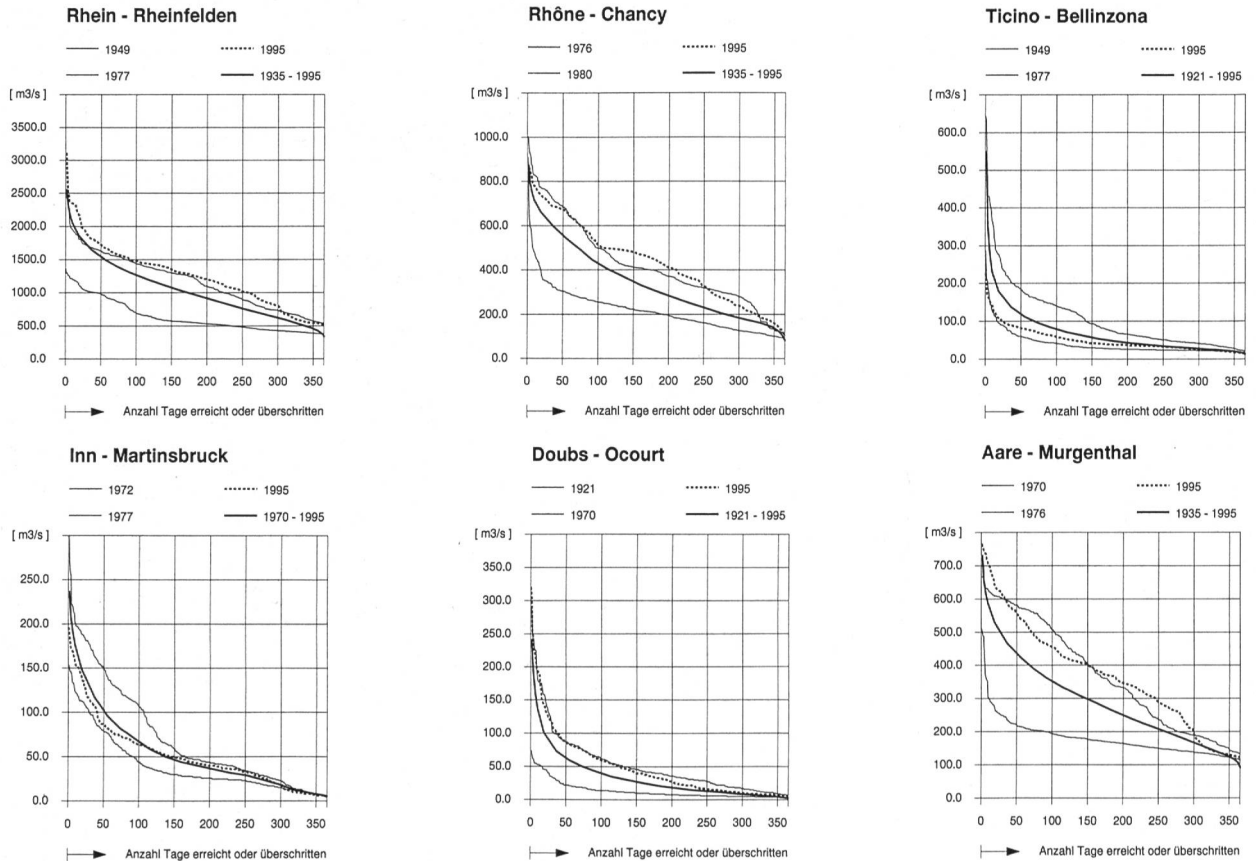 Rhein - Rheinfelden
1949
1995
1977
1935 - 1995
[ m3/s ]
3500.0
3000.0
2500.0
2000.0
1500.0
1000.0
500.0
0.0
0 50 100 150 200 250 300 350
Anzahl Tage erreicht oder überschritten
Rhône - Chancy
1976
1995
1980
1935 - 1995
[ m3/s ]
1000.0
800.0
600.0
400.0
200.0
0.0
0 50 100 150 200 250 300 350
Anzahl Tage erreicht oder überschritten
Ticino - Bellinzona
1949
1995
1977
1921 - 1995
[ m3/s ]
600.0
500.0
400.0
300.0
200.0
100.0
0.0
0 50 100 150 200 250 300 350
Anzahl Tage erreicht oder überschritten
Inn - Martinsbruck
1972
1995
1977
1970 - 1995
[ m3/s ]
250.0
200.0
150.0
100.0
50.0
0.0
0 50 100 150 200 250 300 350
Anzahl Tage erreicht oder überschritten
Doubs - Ocourt
1921
1995
1970
1921 - 1995
[ m3/s ]
350.0
300.0
250.0
200.0
150.0
100.0
50.0
0.0
0 50 100 150 200 250 300 350
Anzahl Tage erreicht oder überschritten
Aare - Murgenthal
1970
1995
1976
1935 - 1995
[ m3/s ]
700.0
600.0
500.0
400.0
300.0
200.0
100.0
0.0
0 50 100 150 200 250 300 350
Anzahl Tage erreicht oder überschritten